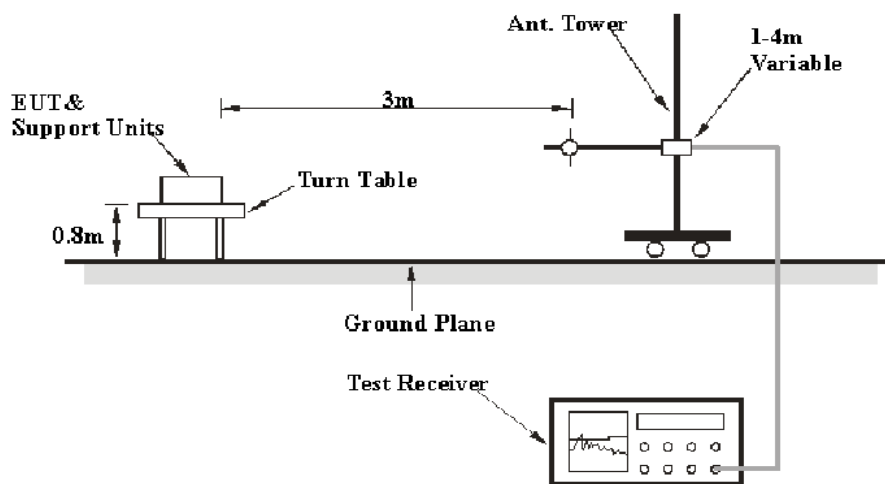 Ant. Tower
1-4m
Variable
3m
EUT&
Support Units
Turn Table
0.8m
Ground Plane
Test Receiver